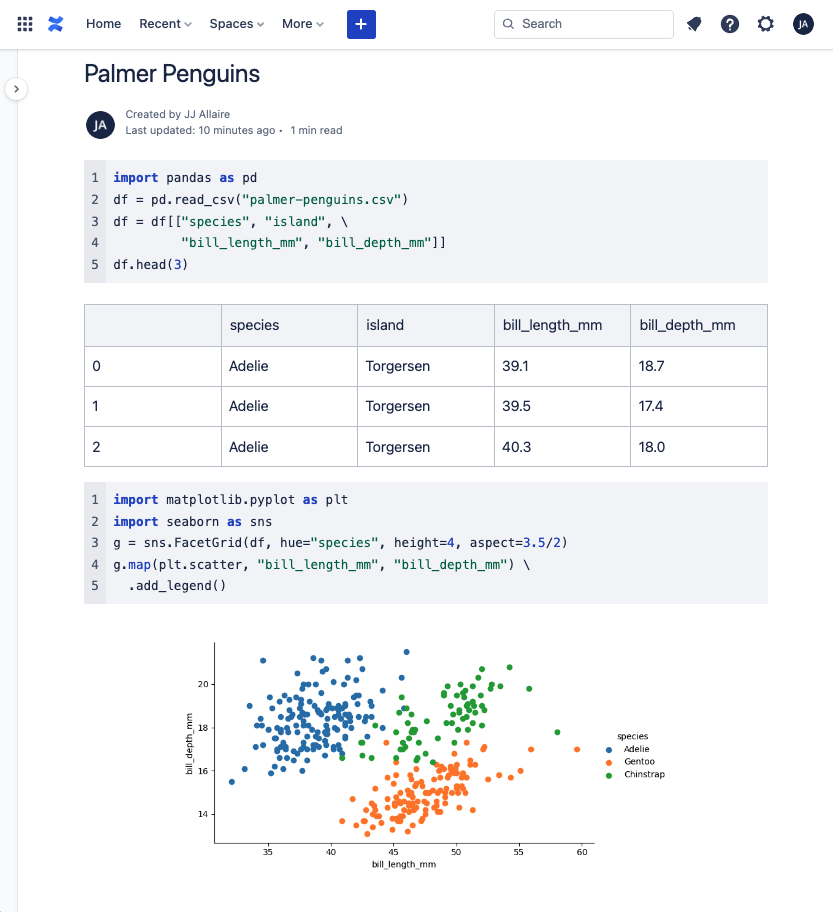 Home Recent Spaces More + Search ? JA
Palmer Penguins
JA
Created by JJ Allaire
Last updated: 10 minutes ago • 1 min read
1 import pandas as pd
2 df = pd.read_csv("palmer-penguins.csv")
3 df = df[["species", "island", \
4          "bill_length_mm", "bill_depth_mm"]]
5 df.head(3)
species island bill_length_mm bill_depth_mm
0 Adelie Torgersen 39.1 18.7
1 Adelie Torgersen 39.5 17.4
2 Adelie Torgersen 40.3 18.0
1 import matplotlib.pyplot as plt
2 import seaborn as sns
3 g = sns.FacetGrid(df, hue="species", height=4, aspect=3.5/2)
4 g.map(plt.scatter, "bill_length_mm", "bill_depth_mm") \
5   .add_legend()
20
18
16
14
bill_depth_mm
35 40 45 50 55 60
bill_length_mm
species
Adelie
Gentoo
Chinstrap